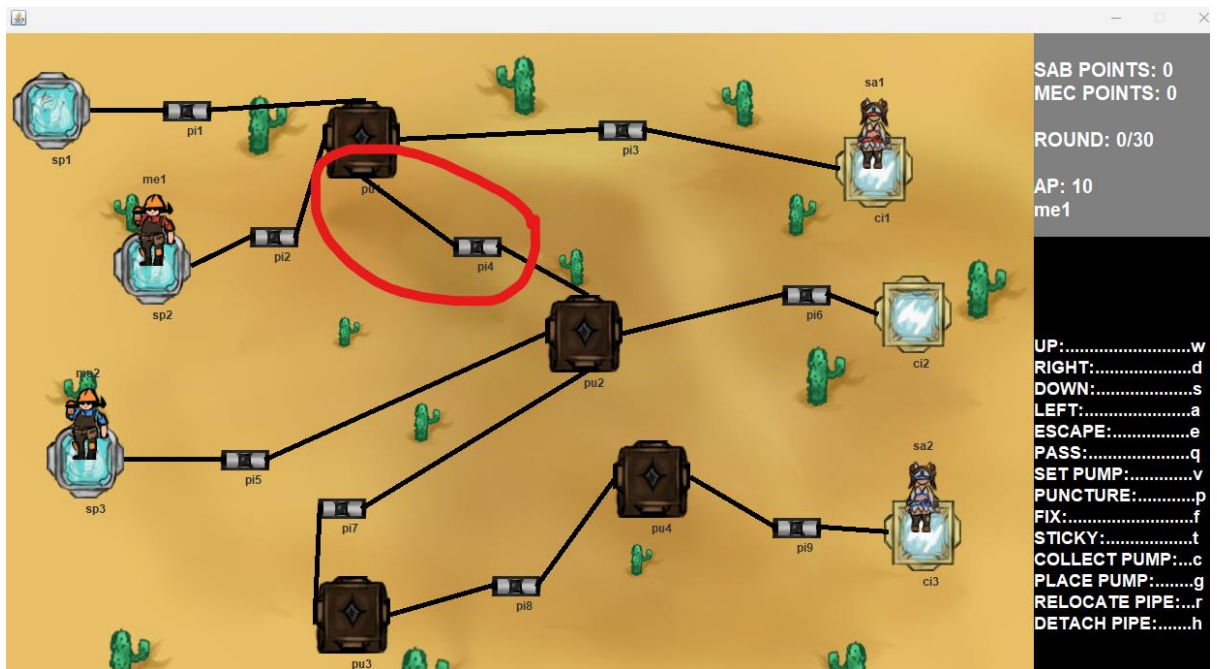 sp1
pi1
pu1
pi3
sa1
ci1
me1
sp2
pi2
pi4
pi6
ci2
pu2
me2
sp3
pi5
pi7
pu4
sa2
pi9
ci3
pi8
pu3
SAB POINTS: 0
MEC POINTS: 0
ROUND: 0/30
AP: 10
me1
UP:..........................w
RIGHT:.....................d
DOWN:.....................s
LEFT:.......................a
ESCAPE:.................e
PASS:.......................q
SET PUMP:..............v
PUNCTURE:............p
FIX:...........................f
STICKY:....................t
COLLECT PUMP:...c
PLACE PUMP:........g
RELOCATE PIPE:...r
DETACH PIPE:.......h